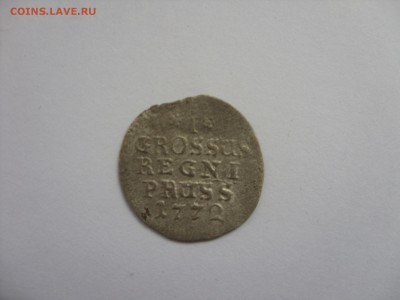 COINS.LAVE.RU
* I *
GROSSUS
REGNI
PRUSS
1772